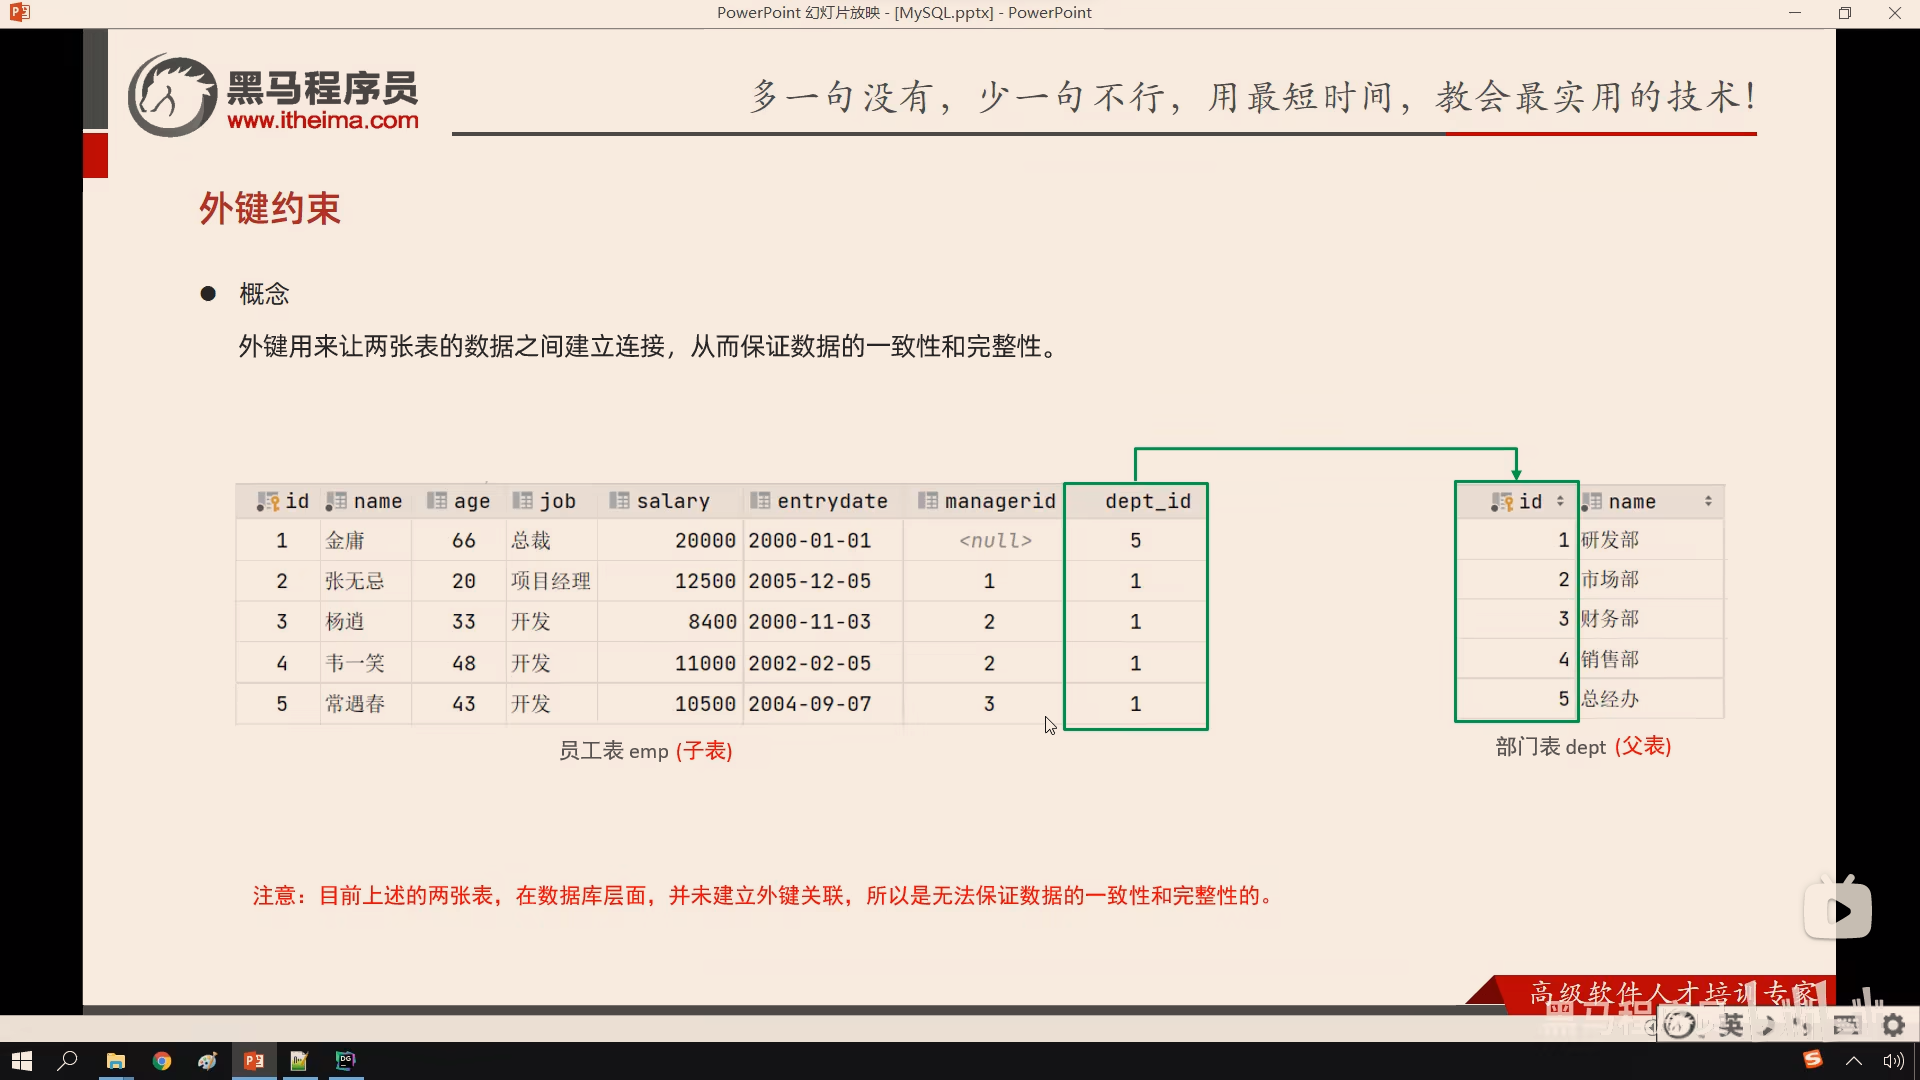 PowerPoint 幻灯片放映 - [MySQL.pptx] - PowerPoint
黑马程序员
www.itheima.com
多一句没有，少一句不行，用最短时间，教会最实用的技术！
外键约束
● 概念
外键用来让两张表的数据之间建立连接，从而保证数据的一致性和完整性。
id name age job salary entrydate managerid dept_id
1 金庸 66 总裁 20000 2000-01-01 <null> 5
2 张无忌 20 项目经理 12500 2005-12-05 1 1
3 杨逍 33 开发 8400 2000-11-03 2 1
4 韦一笑 48 开发 11000 2002-02-05 2 1
5 常遇春 43 开发 10500 2004-09-07 3 1
员工表 emp (子表)
id name
1 研发部
2 市场部
3 财务部
4 销售部
5 总经办
部门表 dept (父表)
注意：目前上述的两张表，在数据库层面，并未建立外键关联，所以是无法保证数据的一致性和完整性的。
高级软件人才培训专家
英